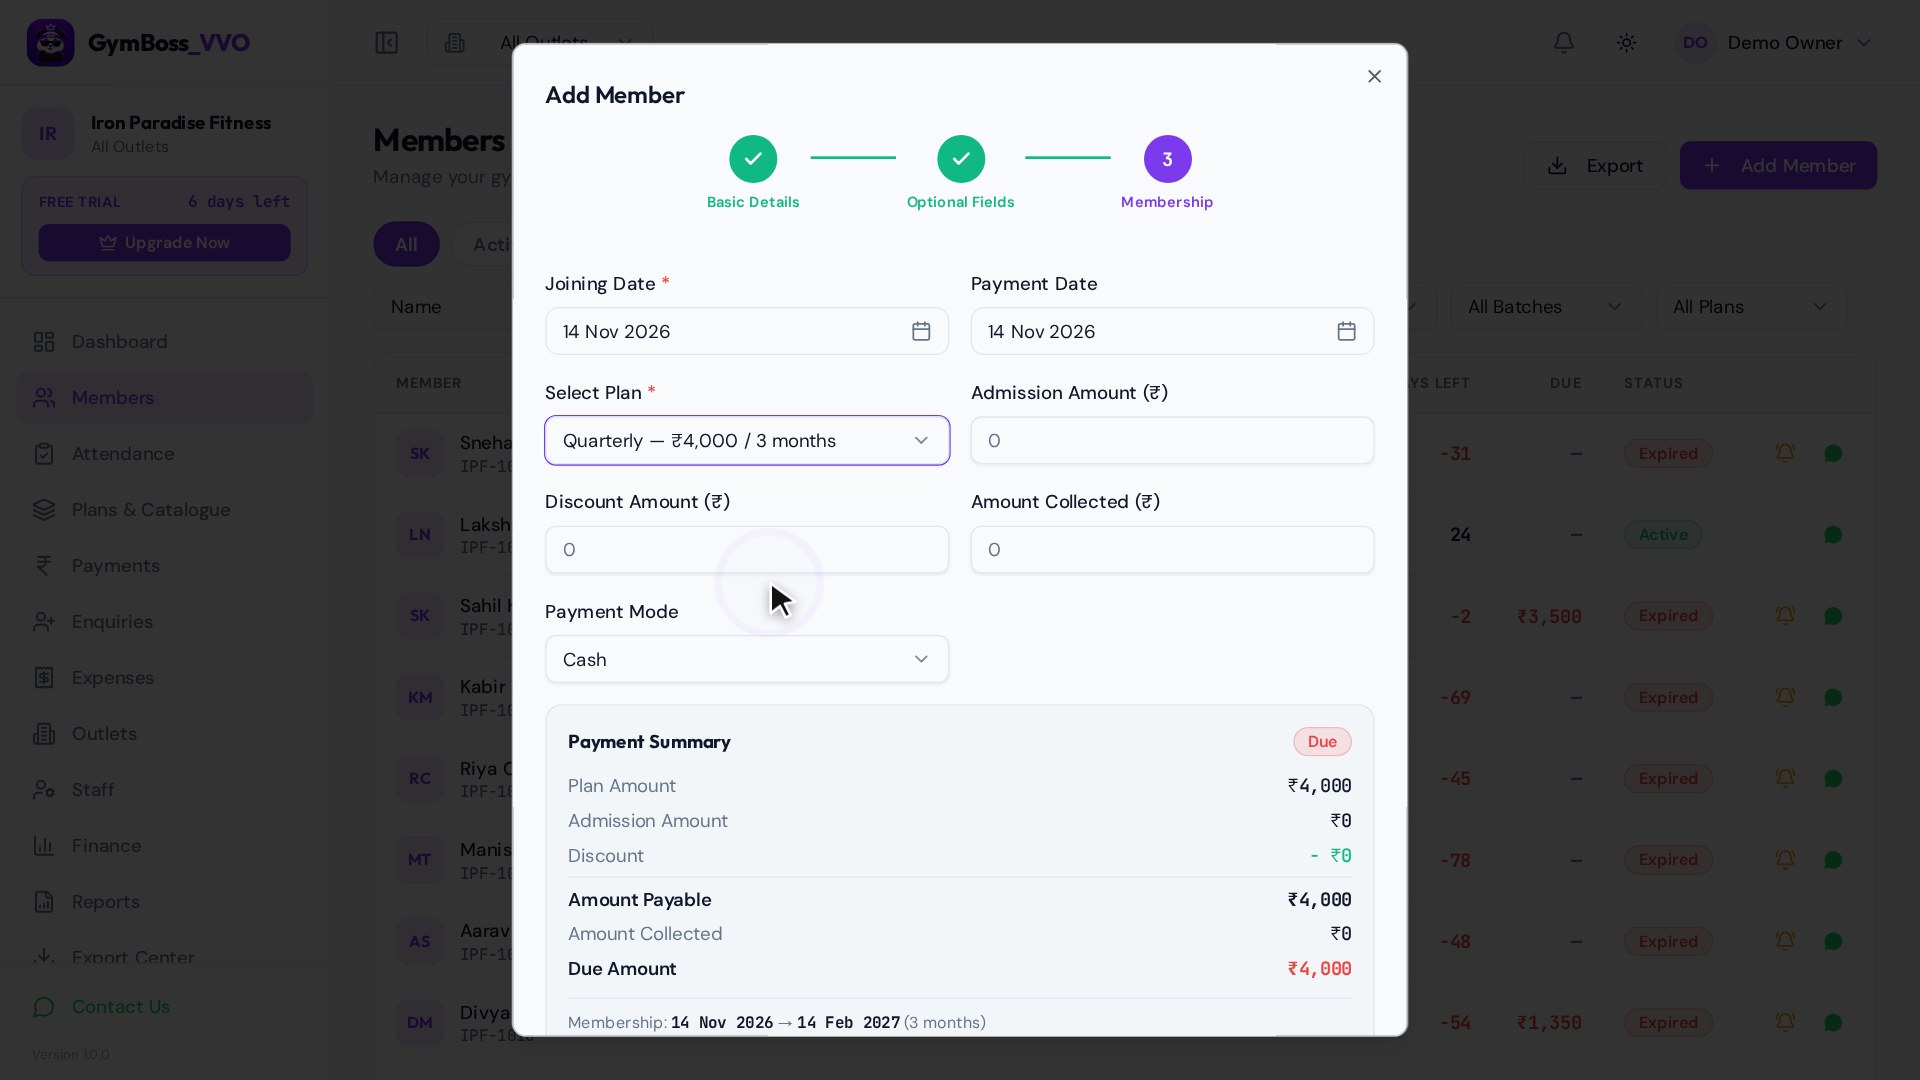 GymBoss_VVO
All Outlets
DO
Demo Owner
IR
Iron Paradise Fitness
All Outlets
FREE TRIAL
6 days left
Upgrade Now
Dashboard
Members
Attendance
Plans & Catalogue
Payments
Enquiries
Expenses
Outlets
Staff
Finance
Reports
Export Center
Contact Us
Version 1.0.0
Members
Manage your gy
Export
Add Member
All
Name
All Batches
All Plans
MEMBER
YS LEFT
DUE
STATUS
SK
-31
—
Expired
LN
24
—
Active
SK
Sahil
-2
₹3,500
Expired
KM
Kabir
-69
—
Expired
RC
Riya
-45
—
Expired
MT
Manis
-78
—
Expired
AS
Aarav
-48
—
Expired
DM
Divya
-54
₹1,350
Expired
Add Member
3
Basic Details
Optional Fields
Membership
Joining Date *
Payment Date
14 Nov 2026
14 Nov 2026
Select Plan *
Admission Amount (₹)
Quarterly — ₹4,000 / 3 months
0
Discount Amount (₹)
Amount Collected (₹)
0
0
Payment Mode
Cash
Payment Summary
Due
Plan Amount
₹4,000
Admission Amount
₹0
Discount
- ₹0
Amount Payable
₹4,000
Amount Collected
₹0
Due Amount
₹4,000
Membership: 14 Nov 2026 → 14 Feb 2027 (3 months)